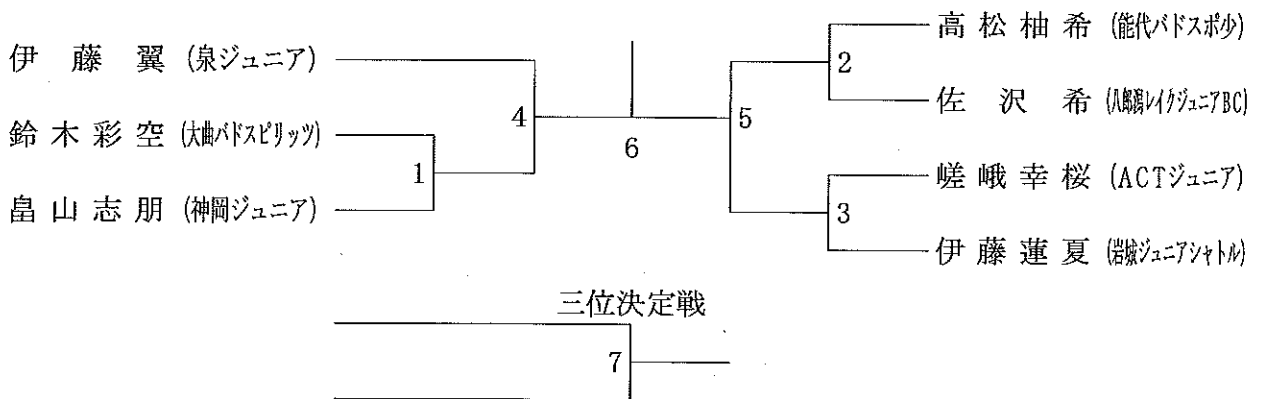 伊藤 翼 (泉ジュニア)
鈴木彩空 (大曲バドスピリッツ)
畠山志朋 (神岡ジュニア)
1
4
6
5
2
3
高松柚希 (能代バドスポ少)
佐沢希 (八郎潟レイクジュニアBC)
嵯峨幸桜 (ACTジュニア)
伊藤蓮夏 (岩城ジュニアシャトル)
三位決定戦
7